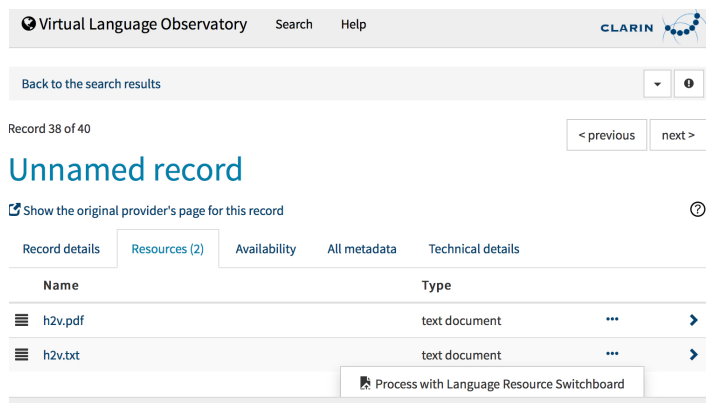 Virtual Language Observatory Search Help CLARIN
Back to the search results
Record 38 of 40
< previous next >
Unnamed record
Show the original provider's page for this record
Record details Resources (2) Availability All metadata Technical details
Name Type
h2v.pdf text document
h2v.txt text document
Process with Language Resource Switchboard